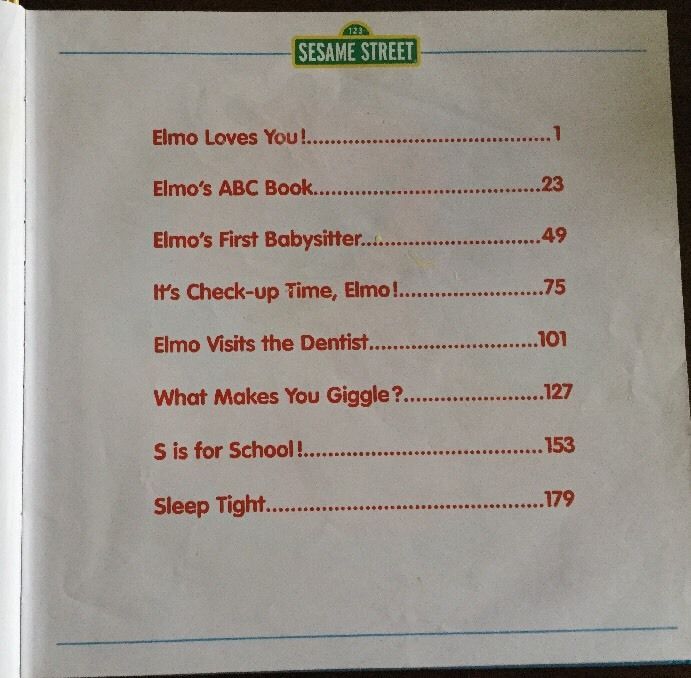 123
SESAME STREET
Elmo Loves You!........................................1
Elmo's ABC Book....................................23
Elmo's First Babysitter.............................49
It's Check-up Time, Elmo!.......................75
Elmo Visits the Dentist...........................101
What Makes You Giggle?......................127
S is for School!......................................153
Sleep Tight............................................179